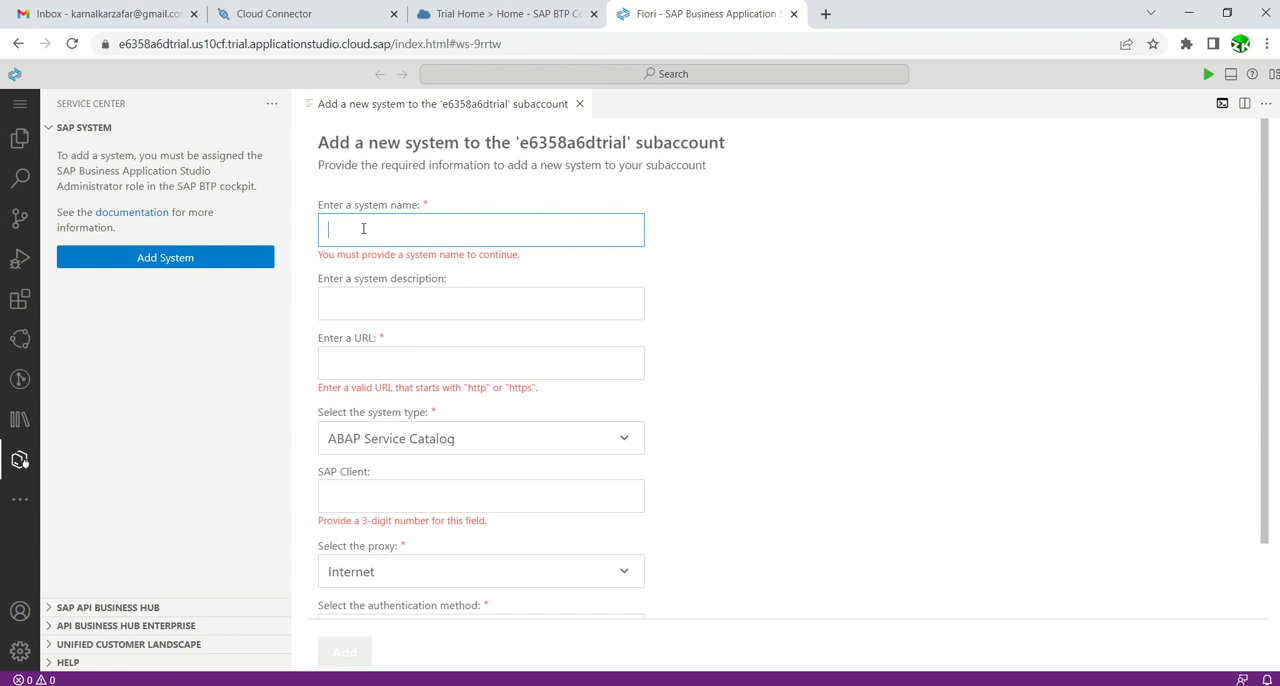 Inbox - karnalkarzafar@gmail.co
Cloud Connector
Trial Home > Home - SAP BTP Co
Fiori - SAP Business Application S
e6358a6dtrial.us10cf.trial.applicationstudio.cloud.sap/index.html#ws-9rrtw
Search
SERVICE CENTER
Add a new system to the 'e6358a6dtrial' subaccount
SAP SYSTEM
To add a system, you must be assigned the
SAP Business Application Studio
Administrator role in the SAP BTP cockpit.
See the documentation for more
information.
Add System
Add a new system to the 'e6358a6dtrial' subaccount
Provide the required information to add a new system to your subaccount
Enter a system name: *
You must provide a system name to continue.
Enter a system description:
Enter a URL: *
Enter a valid URL that starts with "http" or "https".
Select the system type: *
ABAP Service Catalog
SAP Client:
Provide a 3-digit number for this field.
Select the proxy: *
Internet
Select the authentication method: *
Add
SAP API BUSINESS HUB
API BUSINESS HUB ENTERPRISE
UNIFIED CUSTOMER LANDSCAPE
HELP
0 0